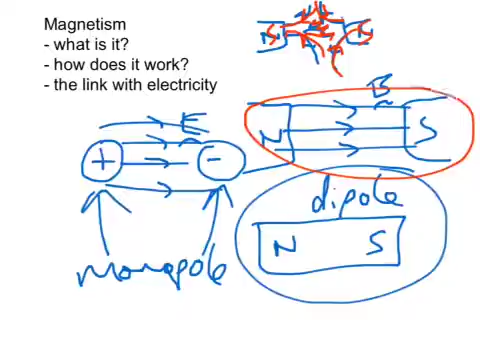 Magnetism
- what is it?
- how does it work?
- the link with electricity
N S
E
B
+ -
N S
dipole
N S
monopole